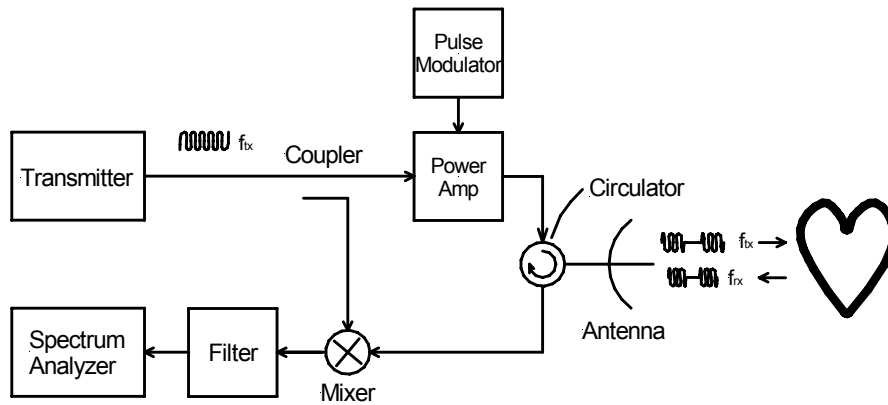 Pulse
Modulator
Transmitter
ftx
Coupler
Power
Amp
Circulator
ftx
frx
Antenna
Spectrum
Analyzer
Filter
Mixer